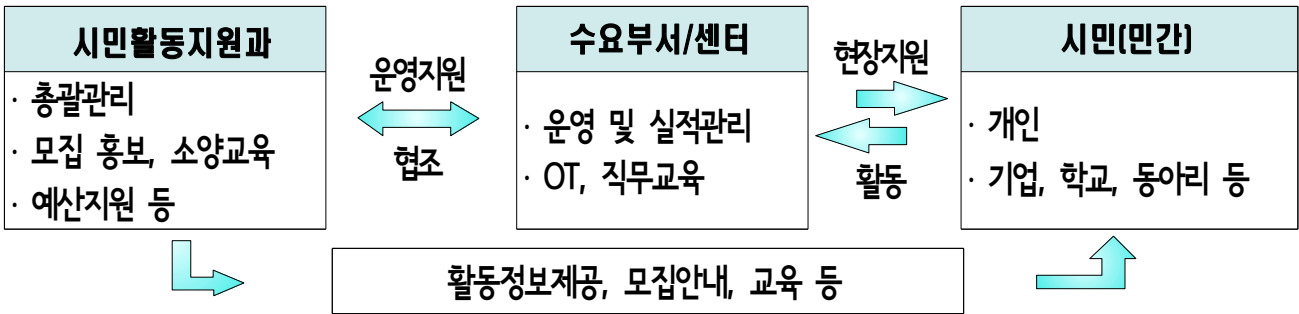 시민활동지원과
· 총괄관리
· 모집 홍보, 소양교육
· 예산지원 등
운영지원
협조
수요부서/센터
· 운영 및 실적관리
· OT, 직무교육
현장지원
활동
시민(민간)
· 개인
· 기업, 학교, 동아리 등
활동정보제공, 모집안내, 교육 등